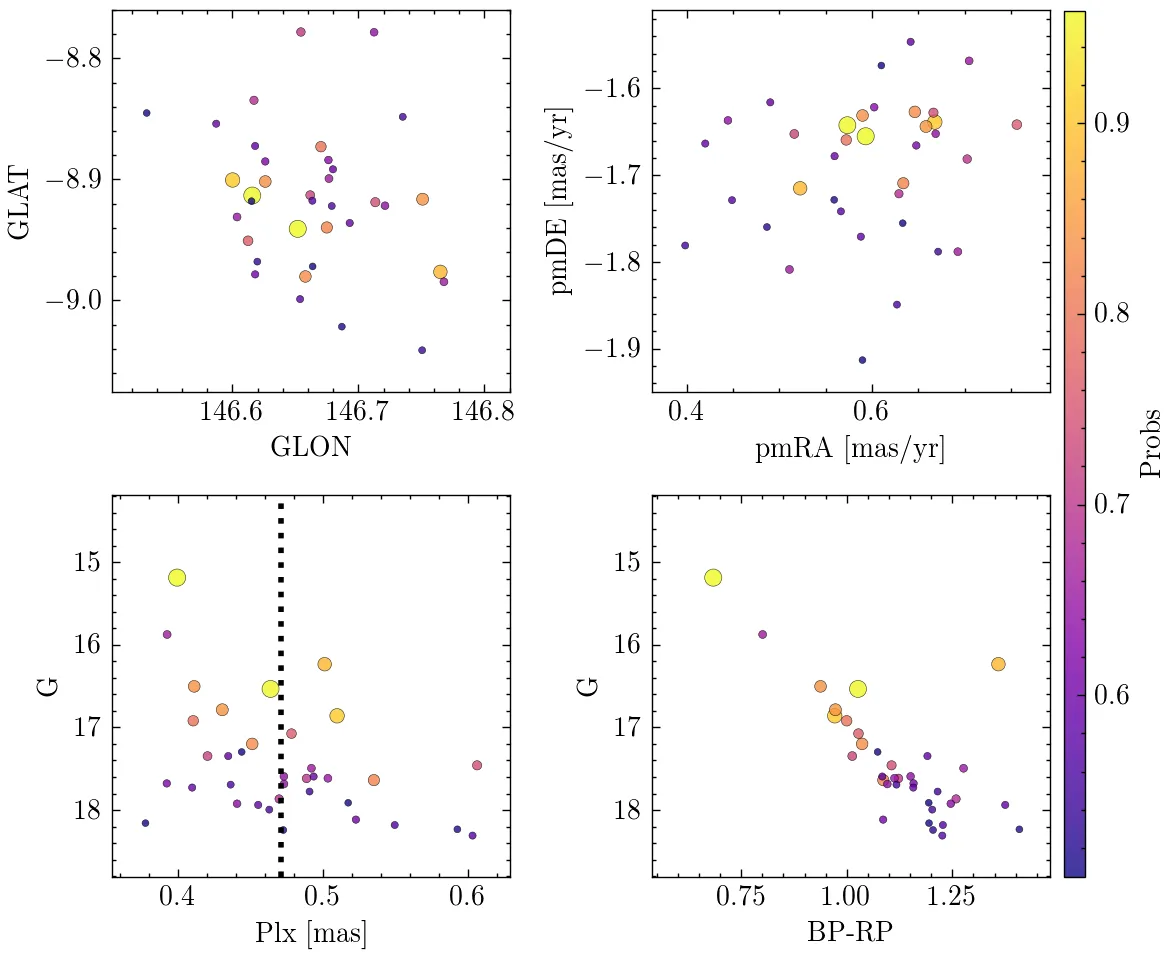 −8.8
−8.9
−9.0
GLAT
146.6 146.7 146.8
GLON
−1.6
−1.7
−1.8
−1.9
pmDE [mas/yr]
0.4 0.6
pmRA [mas/yr]
15
16
17
18
G
0.4 0.5 0.6
Plx [mas]
15
16
17
18
G
0.75 1.00 1.25
BP-RP
0.9
0.8
0.7
0.6
Probs